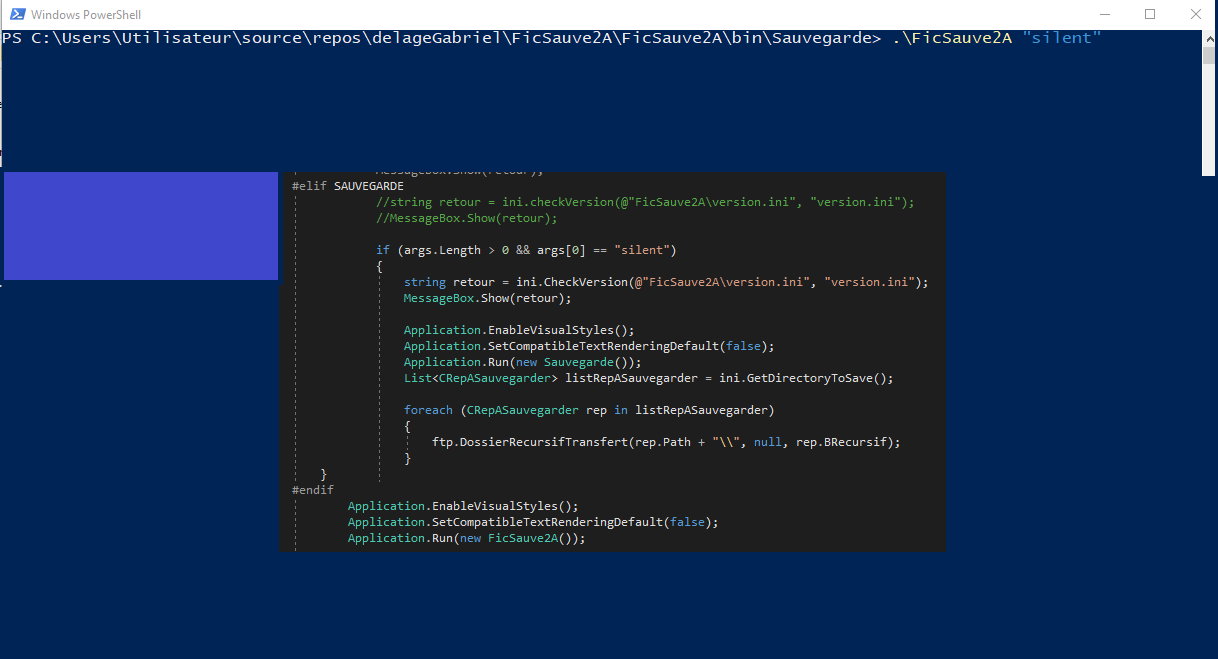 Windows PowerShell
PS C:\Users\Utilisateur\source\repos\delageGabriel\FicSauve2A\FicSauve2A\bin\Sauvegarde> .\FicSauve2A "silent"
MessageBox.Show(retour);
#elif SAUVEGARDE
//string retour = ini.checkVersion(@"FicSauve2A\version.ini", "version.ini");
//MessageBox.Show(retour);
if (args.Length > 0 && args[0] == "silent")
{
string retour = ini.CheckVersion(@"FicSauve2A\version.ini", "version.ini");
MessageBox.Show(retour);
Application.EnableVisualStyles();
Application.SetCompatibleTextRenderingDefault(false);
Application.Run(new Sauvegarde());
List<CRepASauvegarder> listRepASauvegarder = ini.GetDirectoryToSave();
foreach (CRepASauvegarder rep in listRepASauvegarder)
{
ftp.DossierRecursifTransfert(rep.Path + "\\", null, rep.BRecursif);
}
}
#endif
Application.EnableVisualStyles();
Application.SetCompatibleTextRenderingDefault(false);
Application.Run(new FicSauve2A());